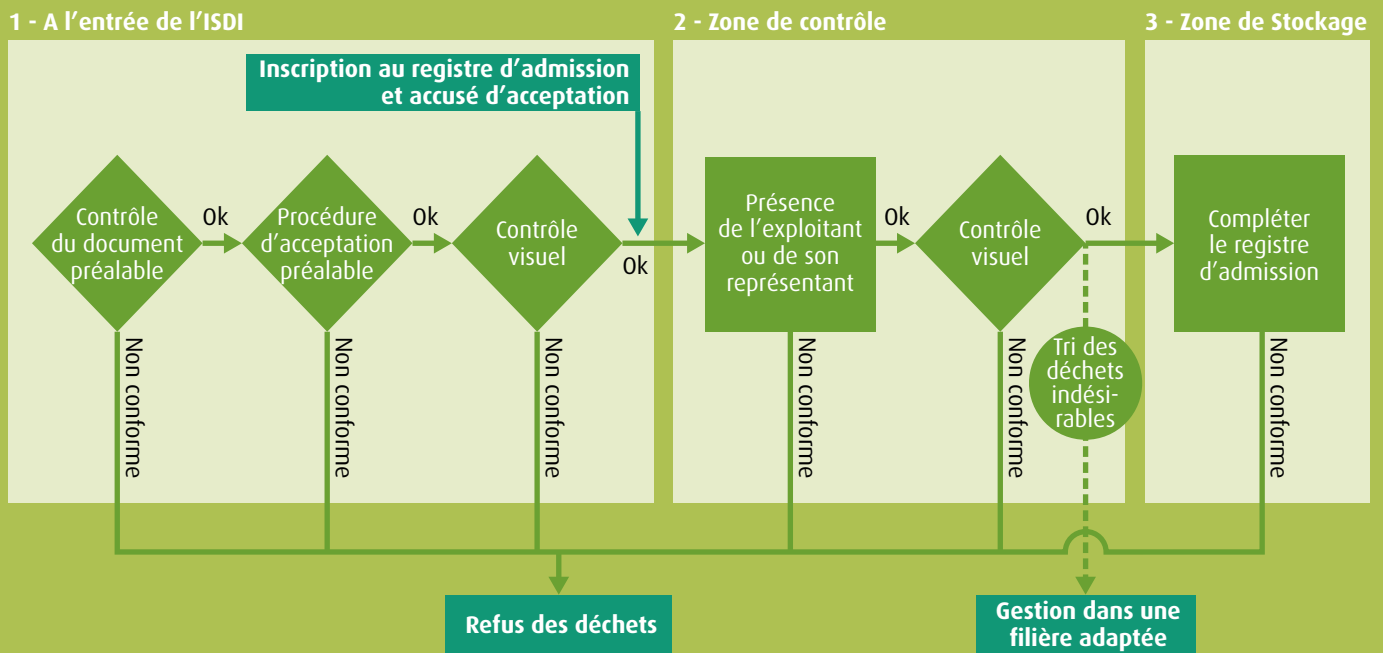 1 - A l'entrée de l'ISDI
2 - Zone de contrôle
3 - Zone de Stockage
Inscription au registre d'admission
et accusé d'acceptation
Contrôle
du document
préalable
Ok
Procédure
d'acceptation
préalable
Ok
Contrôle
visuel
Ok
Présence
de l'exploitant
ou de son
représentant
Ok
Contrôle
visuel
Ok
Compléter
le registre
d'admission
Non conforme
Non conforme
Non conforme
Non conforme
Non conforme
Tri des
déchets
indési-
rables
Non conforme
Refus des déchets
Gestion dans une
filière adaptée